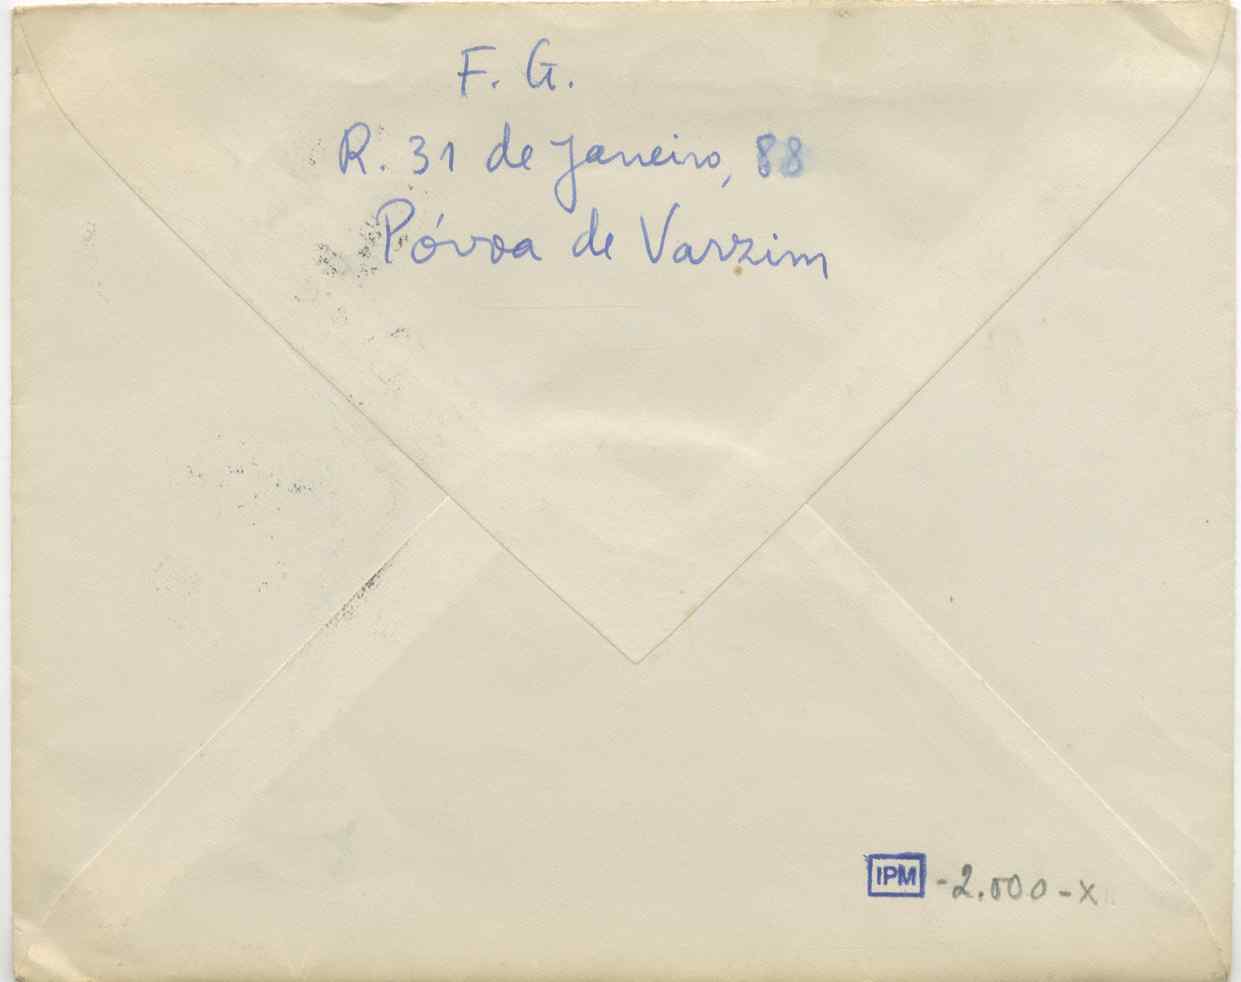 F. G.
R. 31 de Janeiro, 88
Póvoa de Varzim
IPM - 2.000 - X